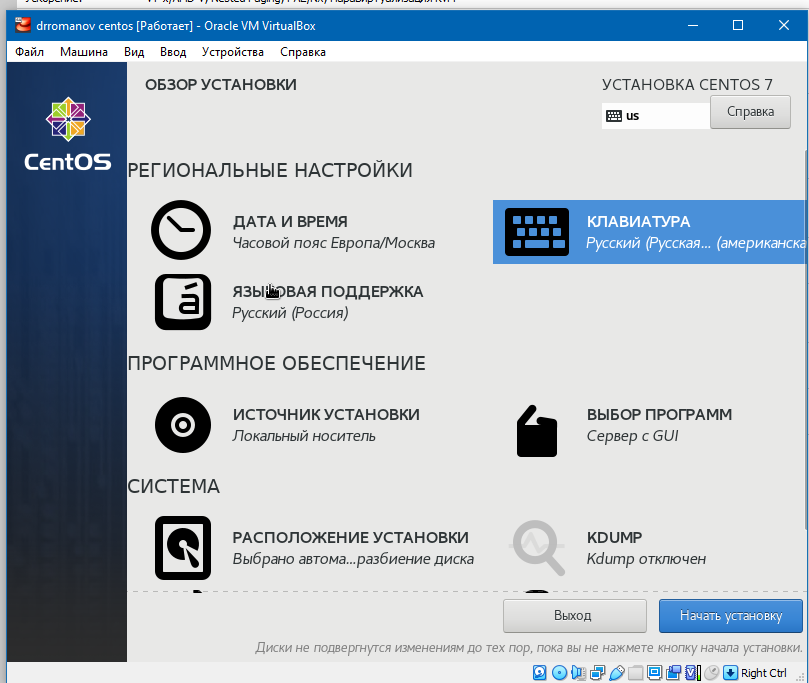 drromanov centos [Работает] - Oracle VM VirtualBox
Файл Машина Вид Ввод Устройства Справка
ОБЗОР УСТАНОВКИ
УСТАНОВКА CENTOS 7
us
Справка
CentOS
РЕГИОНАЛЬНЫЕ НАСТРОЙКИ
ДАТА И ВРЕМЯ
Часовой пояс Европа/Москва
КЛАВИАТУРА
Русский (Русская... (американска
ЯЗЫКОВАЯ ПОДДЕРЖКА
Русский (Россия)
ПРОГРАММНОЕ ОБЕСПЕЧЕНИЕ
ИСТОЧНИК УСТАНОВКИ
Локальный носитель
ВЫБОР ПРОГРАММ
Сервер с GUI
СИСТЕМА
РАСПОЛОЖЕНИЕ УСТАНОВКИ
Выбрано автома...разбиение диска
KDUMP
Kdump отключен
Выход
Начать установку
Диски не подвергнутся изменениям до тех пор, пока вы не нажмете кнопку начала установки.
Right Ctrl